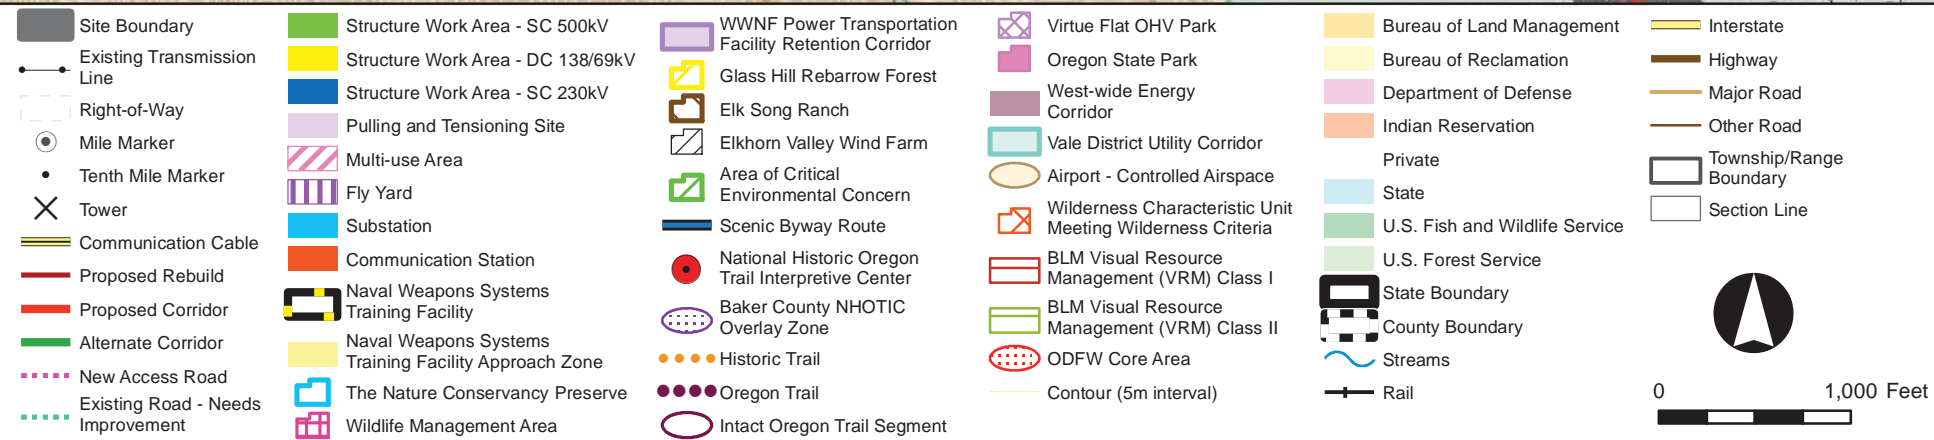 Site Boundary
Existing Transmission
Line
Right-of-Way
Mile Marker
Tenth Mile Marker
Tower
Communication Cable
Proposed Rebuild
Proposed Corridor
Alternate Corridor
New Access Road
Existing Road - Needs
Improvement
Structure Work Area - SC 500kV
Structure Work Area - DC 138/69kV
Structure Work Area - SC 230kV
Pulling and Tensioning Site
Multi-use Area
Fly Yard
Substation
Communication Station
Naval Weapons Systems
Training Facility
Naval Weapons Systems
Training Facility Approach Zone
The Nature Conservancy Preserve
Wildlife Management Area
WWNF Power Transportation
Facility Retention Corridor
Glass Hill Rebarrow Forest
Elk Song Ranch
Elkhorn Valley Wind Farm
Area of Critical
Environmental Concern
Scenic Byway Route
National Historic Oregon
Trail Interpretive Center
Baker County NHOTIC
Overlay Zone
Historic Trail
Oregon Trail
Intact Oregon Trail Segment
Virtue Flat OHV Park
Oregon State Park
West-wide Energy
Corridor
Vale District Utility Corridor
Airport - Controlled Airspace
Wilderness Characteristic Unit
Meeting Wilderness Criteria
BLM Visual Resource
Management (VRM) Class I
BLM Visual Resource
Management (VRM) Class II
ODFW Core Area
Contour (5m interval)
Bureau of Land Management
Bureau of Reclamation
Department of Defense
Indian Reservation
Private
State
U.S. Fish and Wildlife Service
U.S. Forest Service
State Boundary
County Boundary
Streams
Rail
Interstate
Highway
Major Road
Other Road
Township/Range
Boundary
Section Line
0 1,000 Feet